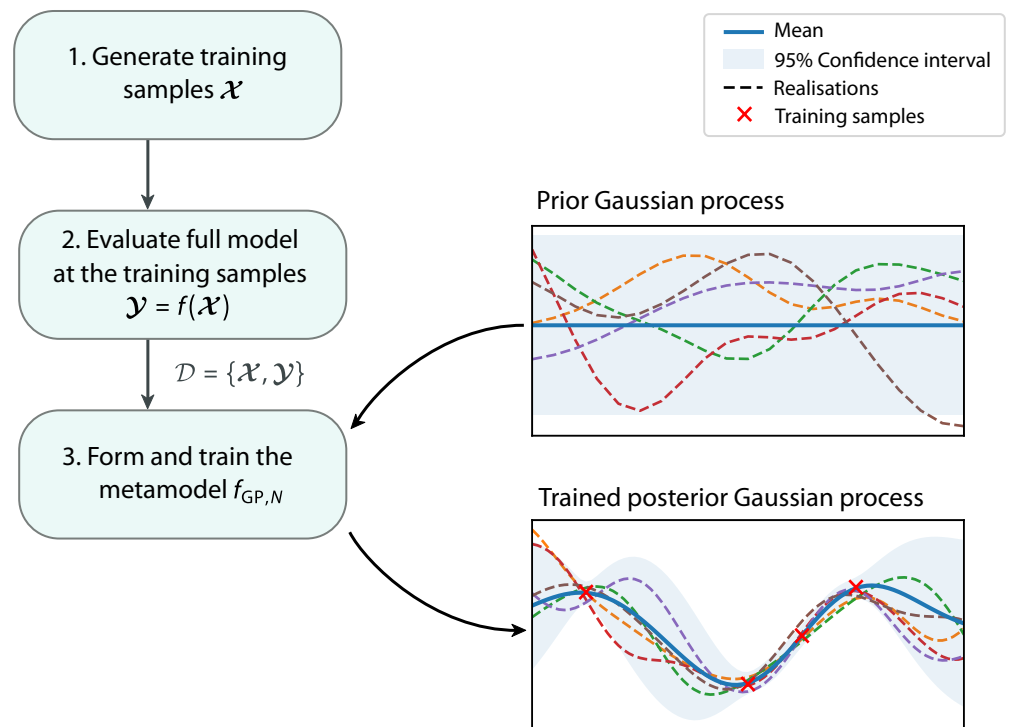 1. Generate training
samples 𝓧
2. Evaluate full model
at the training samples
𝓨 = f(𝓧)
𝒟 = {𝓧, 𝓨}
3. Form and train the
metamodel f_GP,N
Mean
95% Confidence interval
Realisations
Training samples
Prior Gaussian process
Trained posterior Gaussian process